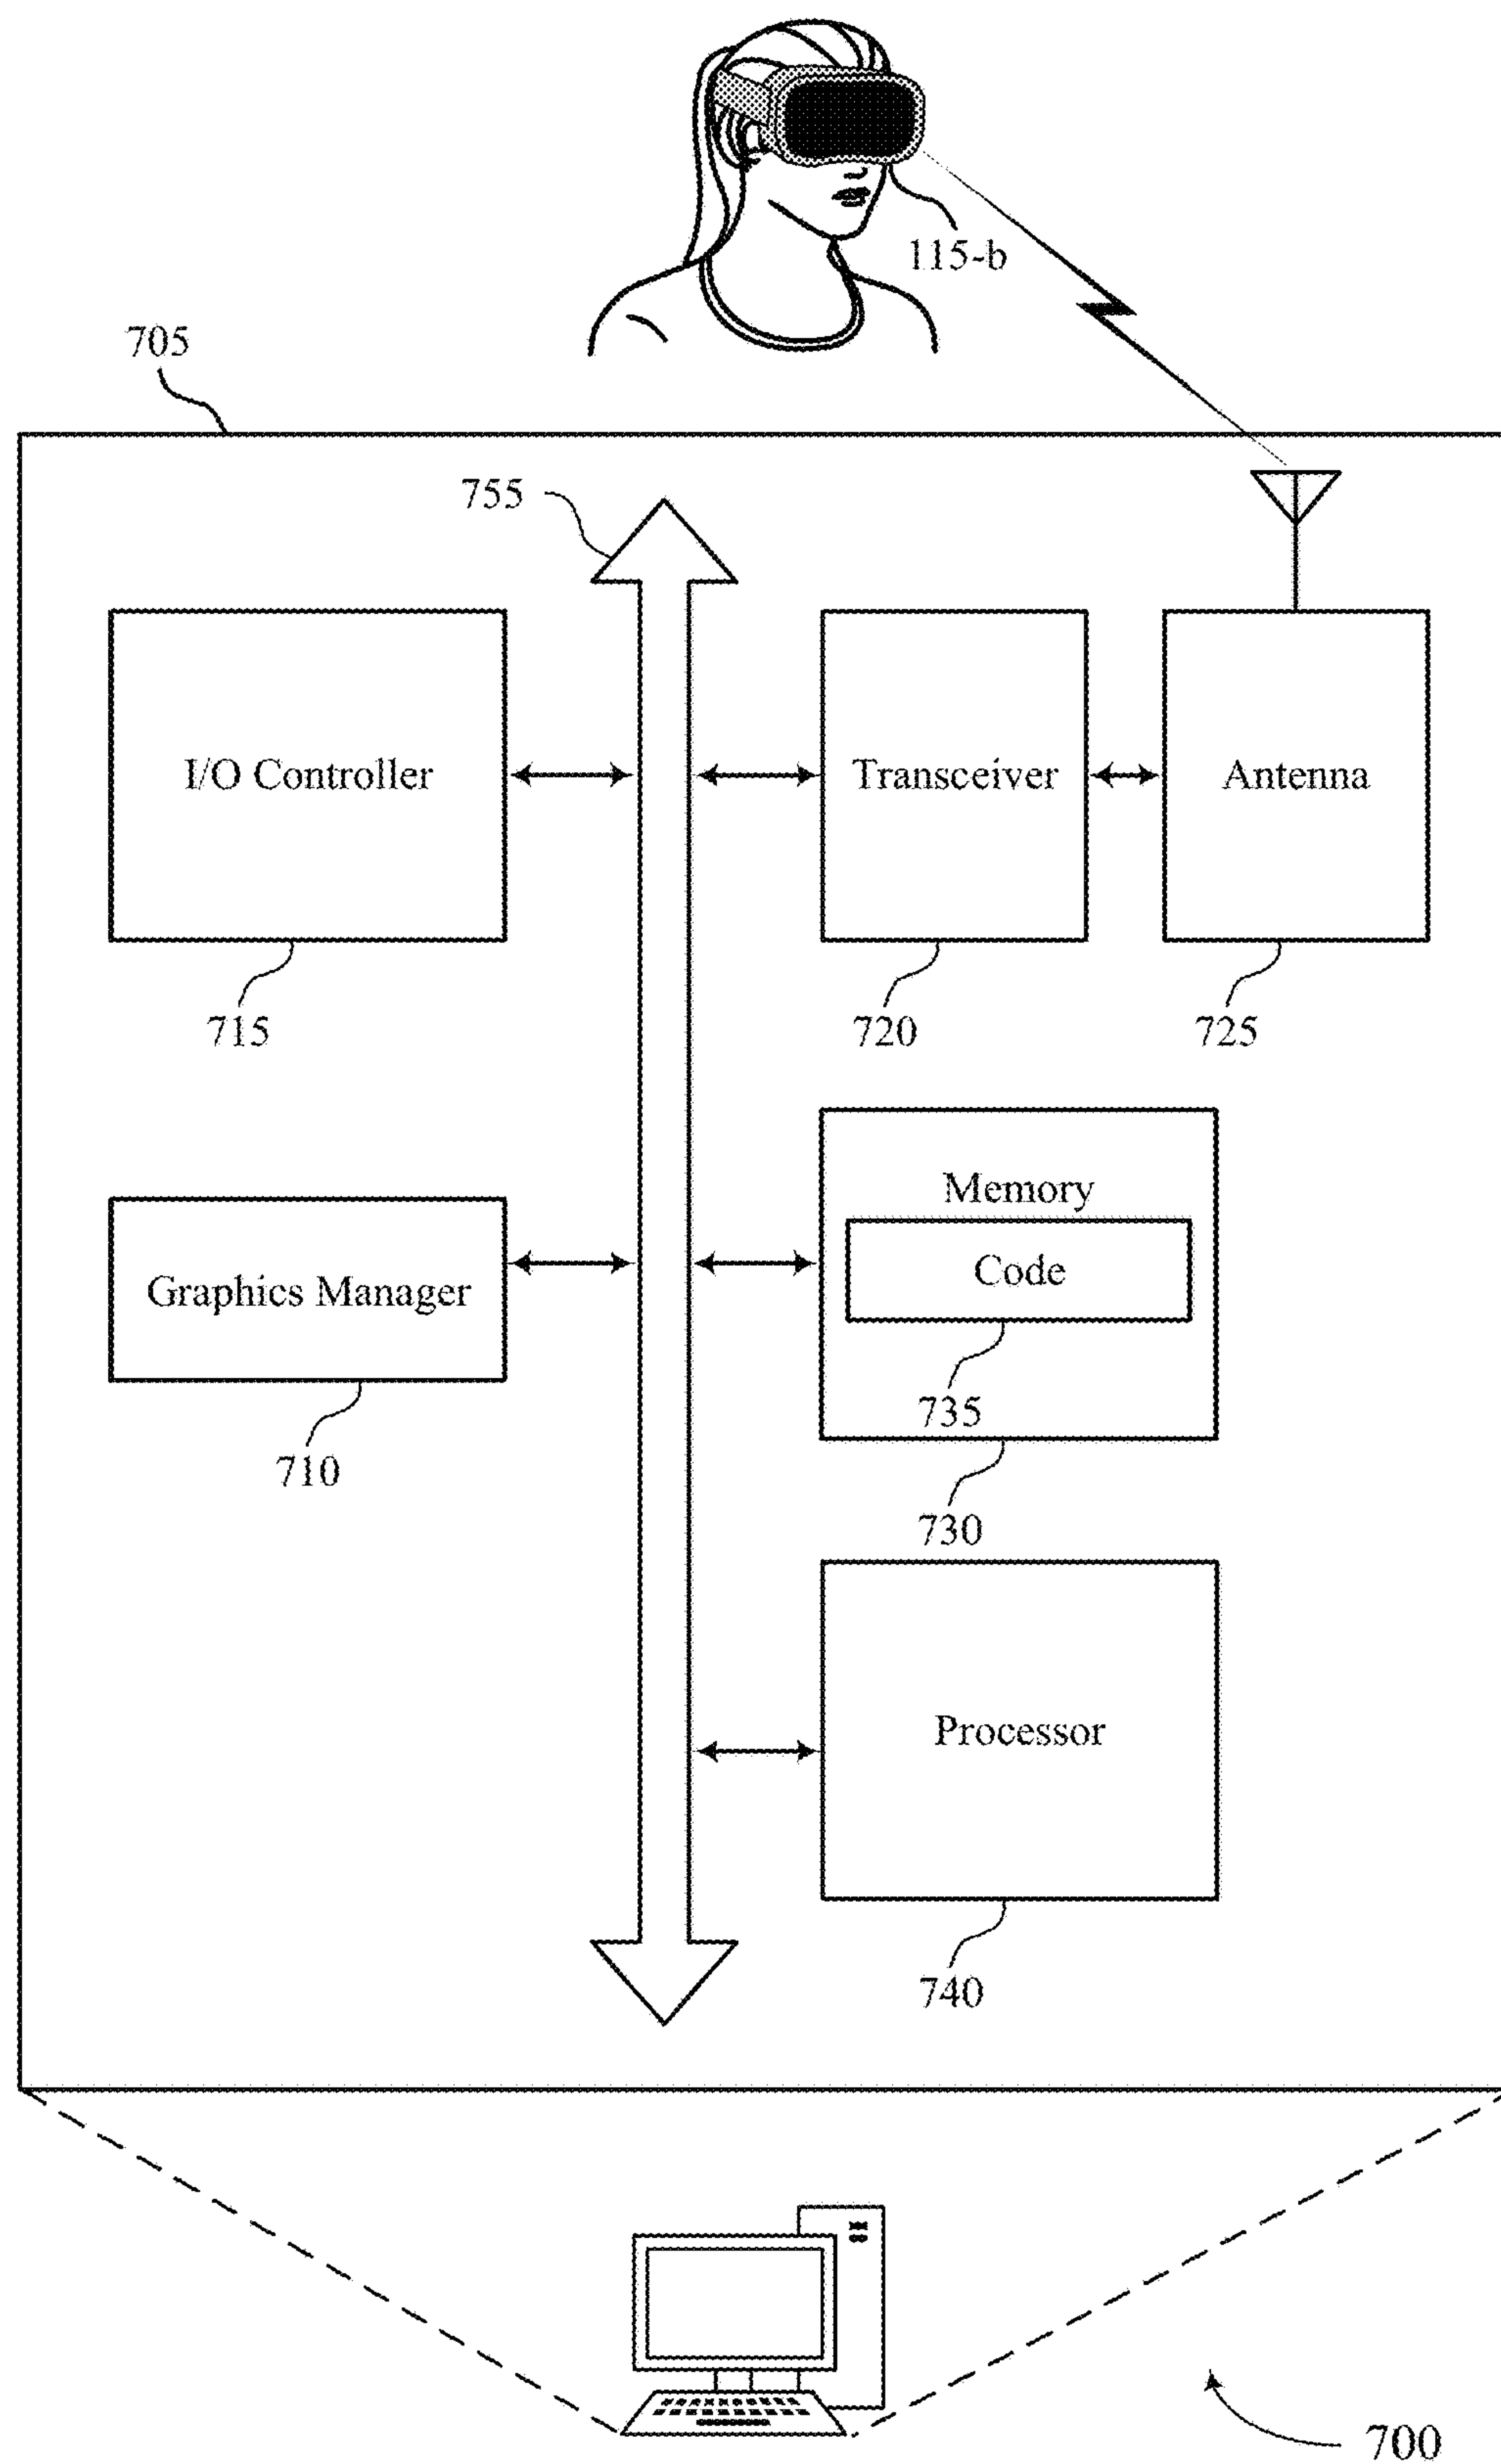 115-b
705
755
I/O Controller
Transceiver
Antenna
715
720
725
Memory
Code
Graphics Manager
735
710
730
Processor
740
700